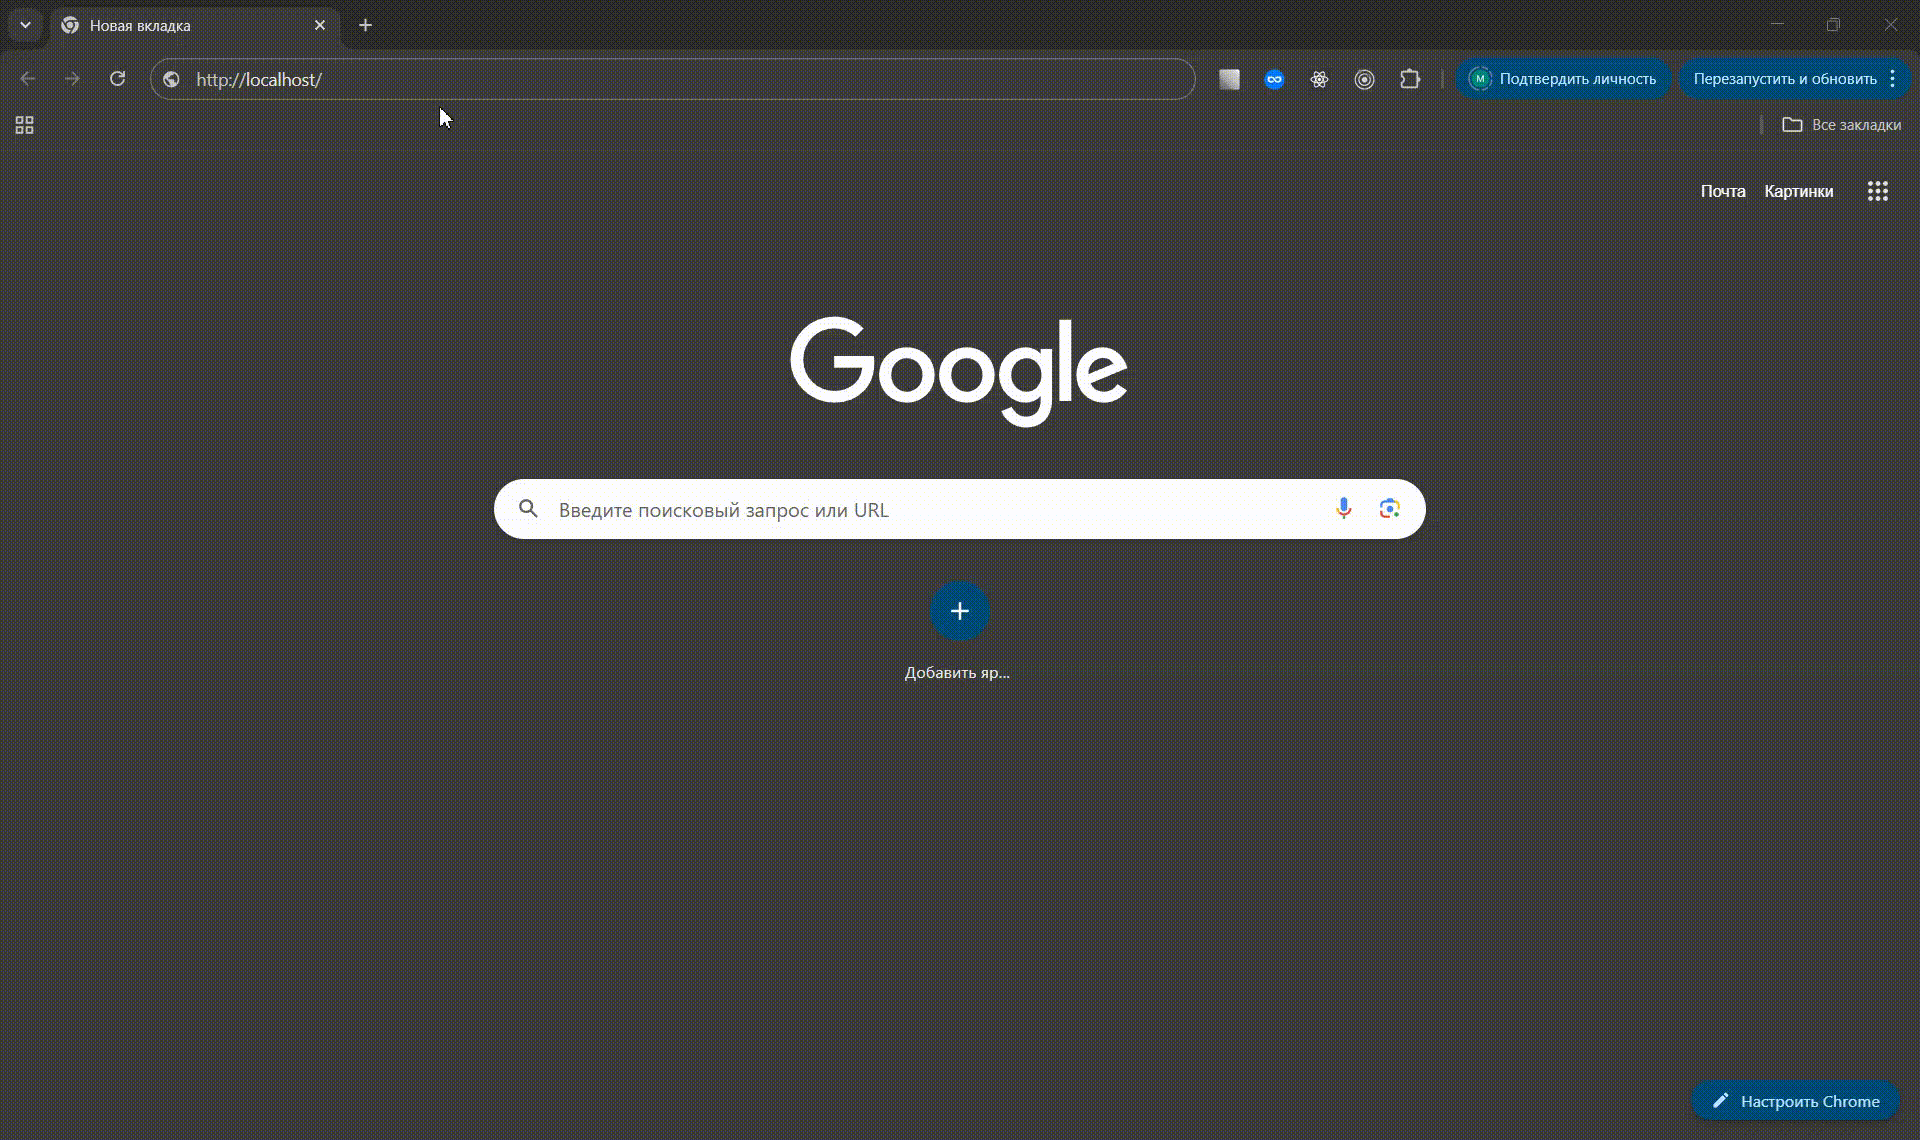 Новая вкладка
http://localhost/
М Подтвердить личность
Перезапустить и обновить
Все закладки
Почта Картинки
Google
Введите поисковый запрос или URL
Добавить яр...
Настроить Chrome